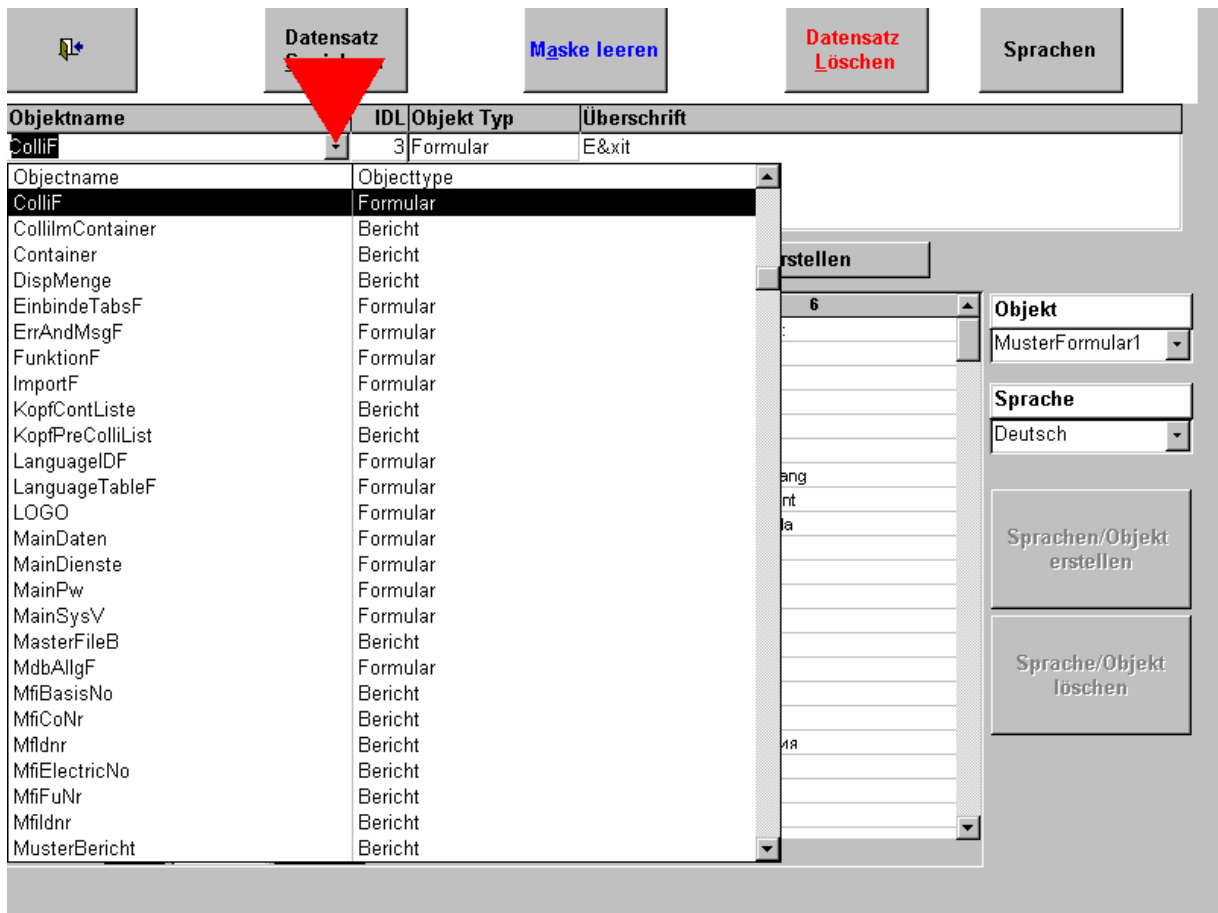 Datensatz
Maske leeren
Datensatz
Löschen
Sprachen
Objektname IDL Objekt Typ Überschrift
ColliF 3 Formular E&xit
Objectname Objecttype
ColliF Formular
ColliImContainer Bericht
Container Bericht
DispMenge Bericht
EinbindeTabsF Formular
ErrAndMsgF Formular
FunktionF Formular
ImportF Formular
KopfContListe Bericht
KopfPreColliList Bericht
LanguageIDF Formular
LanguageTableF Formular
LOGO Formular
MainDaten Formular
MainDienste Formular
MainPw Formular
MainSysV Formular
MasterFileB Bericht
MdbAllgF Formular
MfiBasisNo Bericht
MfiCoNr Bericht
MfIdnr Bericht
MfiElectricNo Bericht
MfiFuNr Bericht
MfiIdnr Bericht
MusterBericht Bericht
rstellen
6
:
ang
nt
la
ия
Objekt
MusterFormular1
Sprache
Deutsch
Sprachen/Objekt
erstellen
Sprache/Objekt
löschen